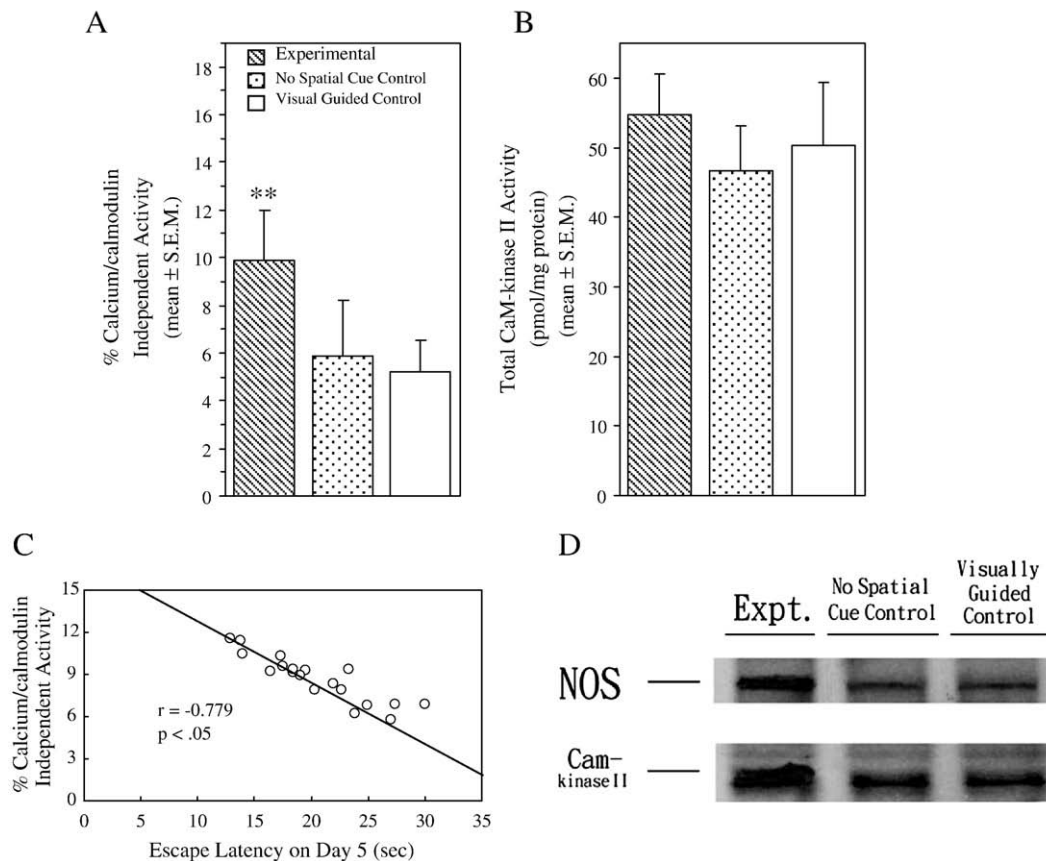 A
% Calcium/calmodulin
Independent Activity
(mean ± S.E.M.)
18
16
14
12
10
8
6
4
2
0
Experimental
No Spatial Cue Control
Visual Guided Control
**
B
Total CaM-kinase II Activity
(pmol/mg protein)
(mean ± S.E.M.)
60
50
40
30
20
10
0
C
% Calcium/calmodulin
Independent Activity
15
12
9
6
3
0
r = -0.779
p < .05
0 5 10 15 20 25 30 35
Escape Latency on Day 5 (sec)
D
Expt.
No Spatial
Cue Control
Visually
Guided
Control
NOS
Cam-
kinase II